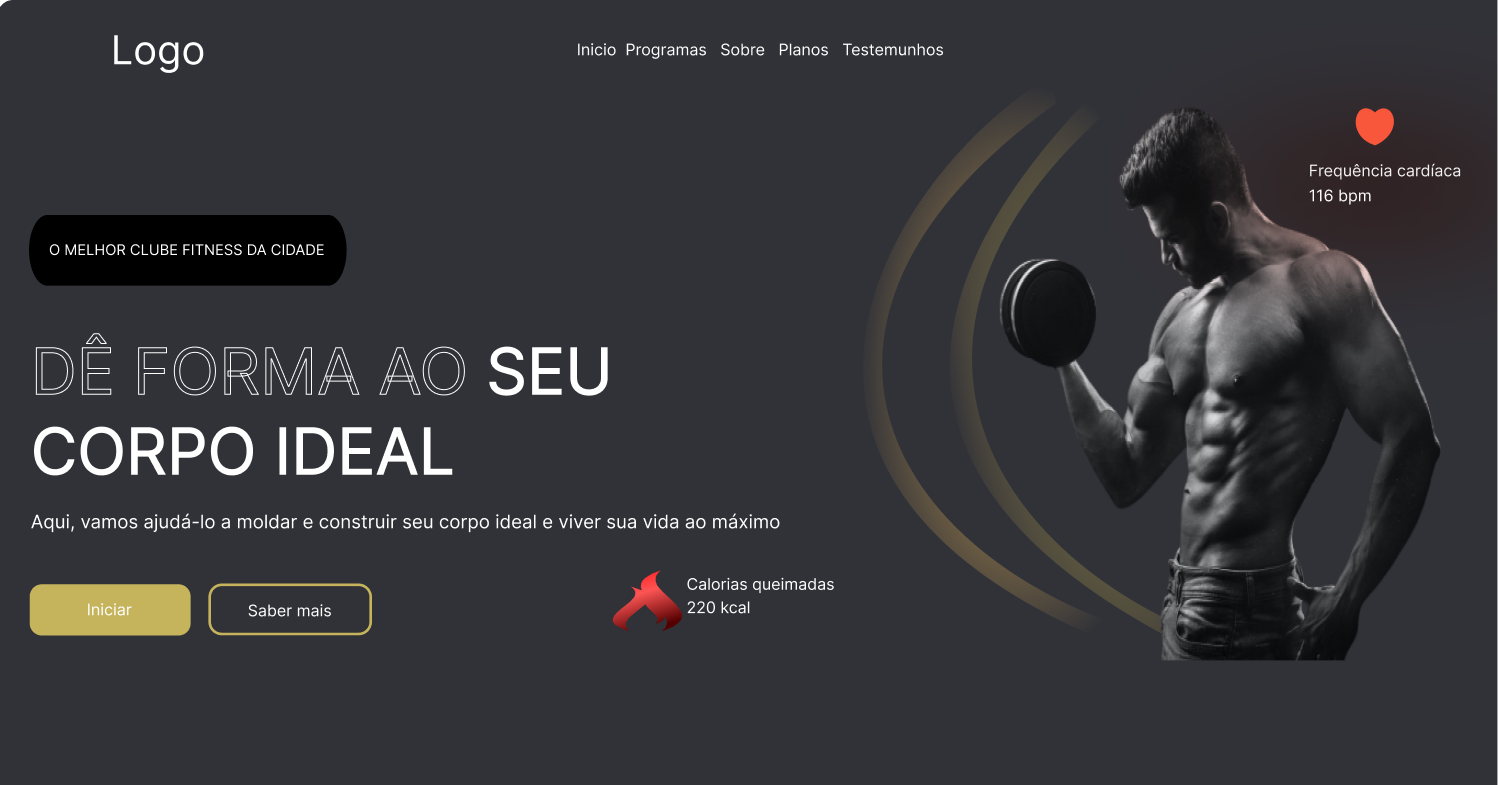 Logo
Inicio Programas Sobre Planos Testemunhos
Frequência cardíaca
116 bpm
O MELHOR CLUBE FITNESS DA CIDADE
DÊ FORMA AO SEU
CORPO IDEAL
Aqui, vamos ajudá-lo a moldar e construir seu corpo ideal e viver sua vida ao máximo
Calorias queimadas
220 kcal
Iniciar
Saber mais